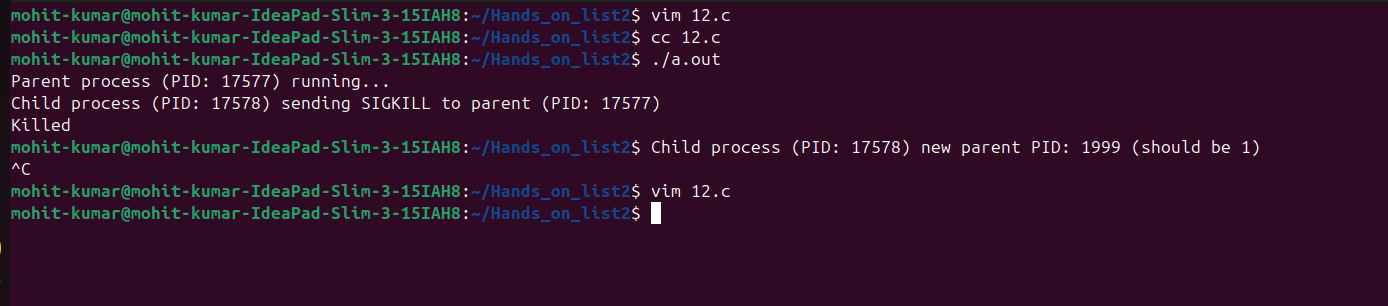 mohit-kumar@mohit-kumar-IdeaPad-Slim-3-15IAH8:~/Hands_on_list2$ vim 12.c
mohit-kumar@mohit-kumar-IdeaPad-Slim-3-15IAH8:~/Hands_on_list2$ cc 12.c
mohit-kumar@mohit-kumar-IdeaPad-Slim-3-15IAH8:~/Hands_on_list2$ ./a.out
Parent process (PID: 17577) running...
Child process (PID: 17578) sending SIGKILL to parent (PID: 17577)
Killed
mohit-kumar@mohit-kumar-IdeaPad-Slim-3-15IAH8:~/Hands_on_list2$ Child process (PID: 17578) new parent PID: 1999 (should be 1)
^C
mohit-kumar@mohit-kumar-IdeaPad-Slim-3-15IAH8:~/Hands_on_list2$ vim 12.c
mohit-kumar@mohit-kumar-IdeaPad-Slim-3-15IAH8:~/Hands_on_list2$